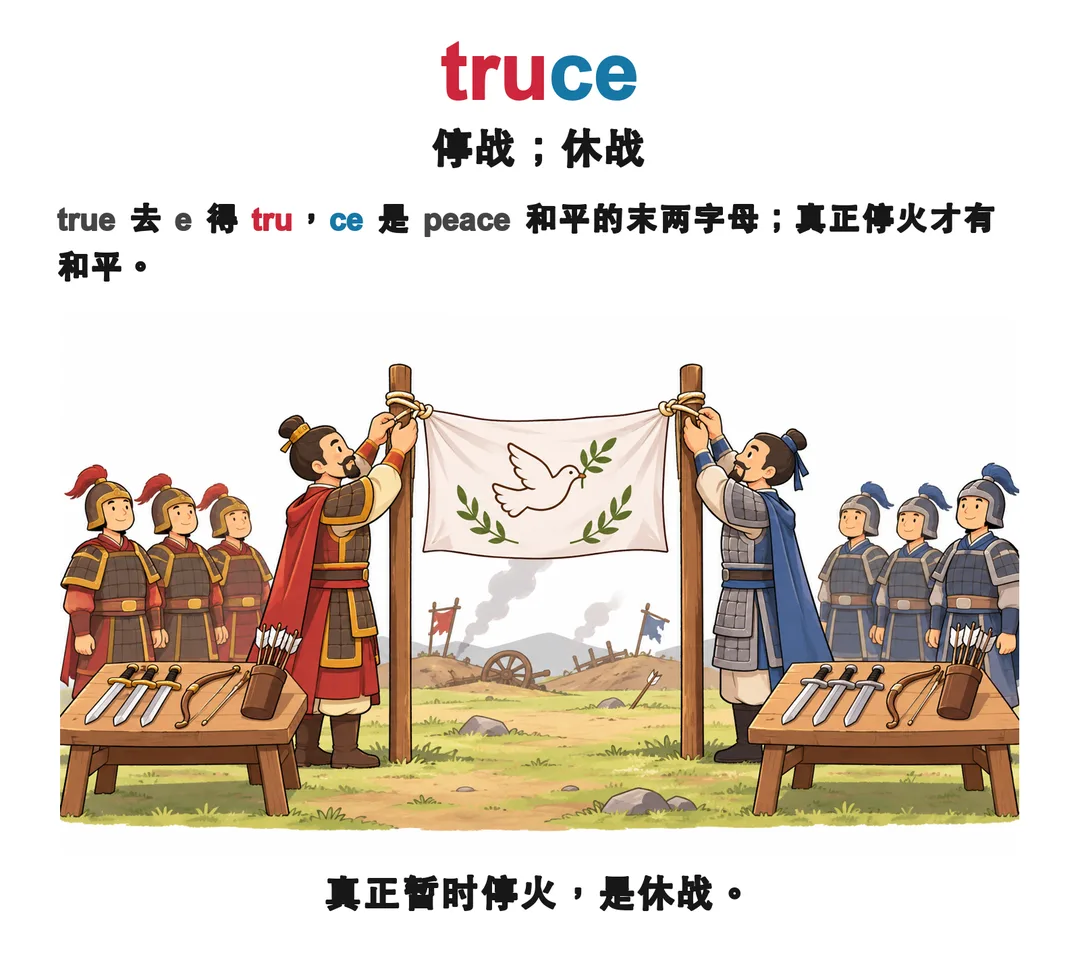 truce
停战；休战
true 去 e 得 tru，ce 是 peace 和平的末两字母；真正停火才有
和平。
真正暂时停火，是休战。